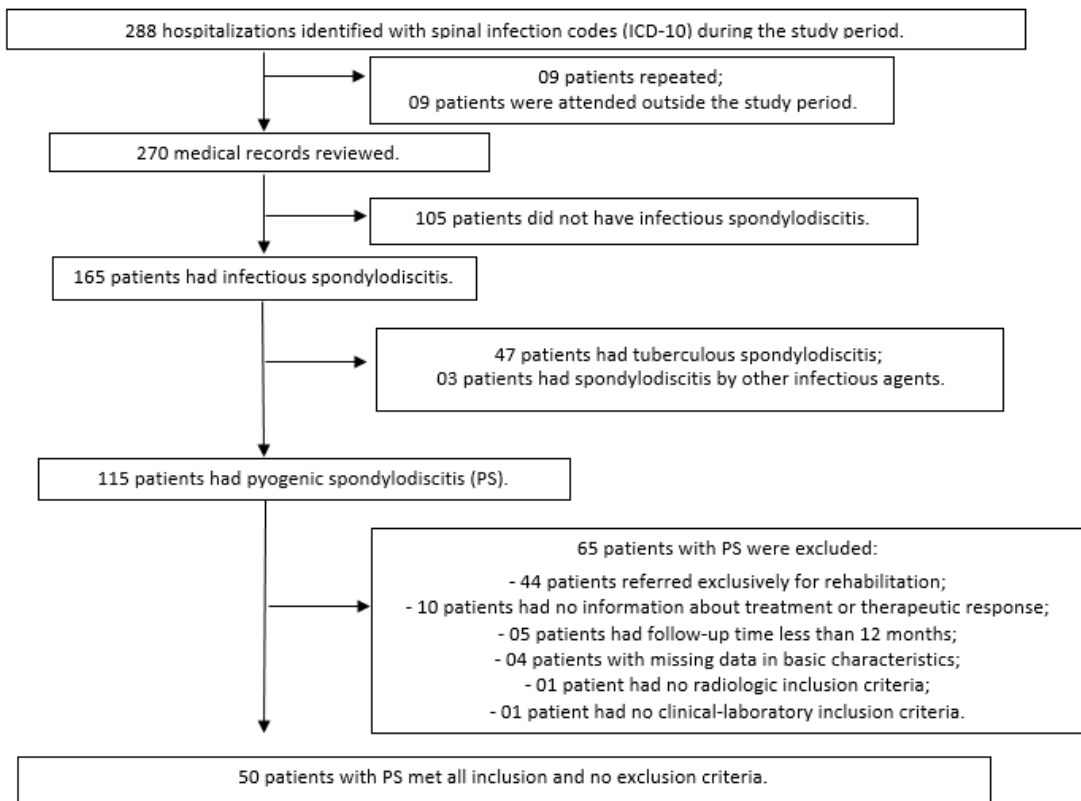 288 hospitalizations identified with spinal infection codes (ICD-10) during the study period.
09 patients repeated;
09 patients were attended outside the study period.
270 medical records reviewed.
105 patients did not have infectious spondylodiscitis.
165 patients had infectious spondylodiscitis.
47 patients had tuberculous spondylodiscitis;
03 patients had spondylodiscitis by other infectious agents.
115 patients had pyogenic spondylodiscitis (PS).
65 patients with PS were excluded:
- 44 patients referred exclusively for rehabilitation;
- 10 patients had no information about treatment or therapeutic response;
- 05 patients had follow-up time less than 12 months;
- 04 patients with missing data in basic characteristics;
- 01 patient had no radiologic inclusion criteria;
- 01 patient had no clinical-laboratory inclusion criteria.
50 patients with PS met all inclusion and no exclusion criteria.